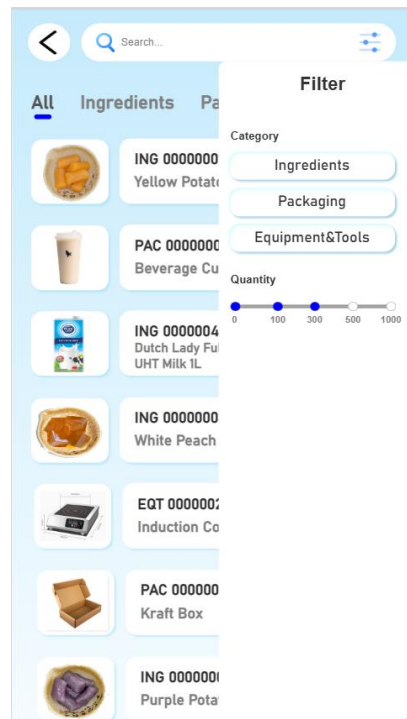 Search...
Filter
All Ingredients Pa
Category
ING 0000000
Yellow Potato
Ingredients
Packaging
PAC 0000000
Beverage Cu
Equipment&Tools
Quantity
0 100 300 500 1000
ING 0000004
Dutch Lady Ful
UHT Milk 1L
ING 0000000
White Peach
EQT 0000002
Induction Co
PAC 000000
Kraft Box
ING 0000000
Purple Pota